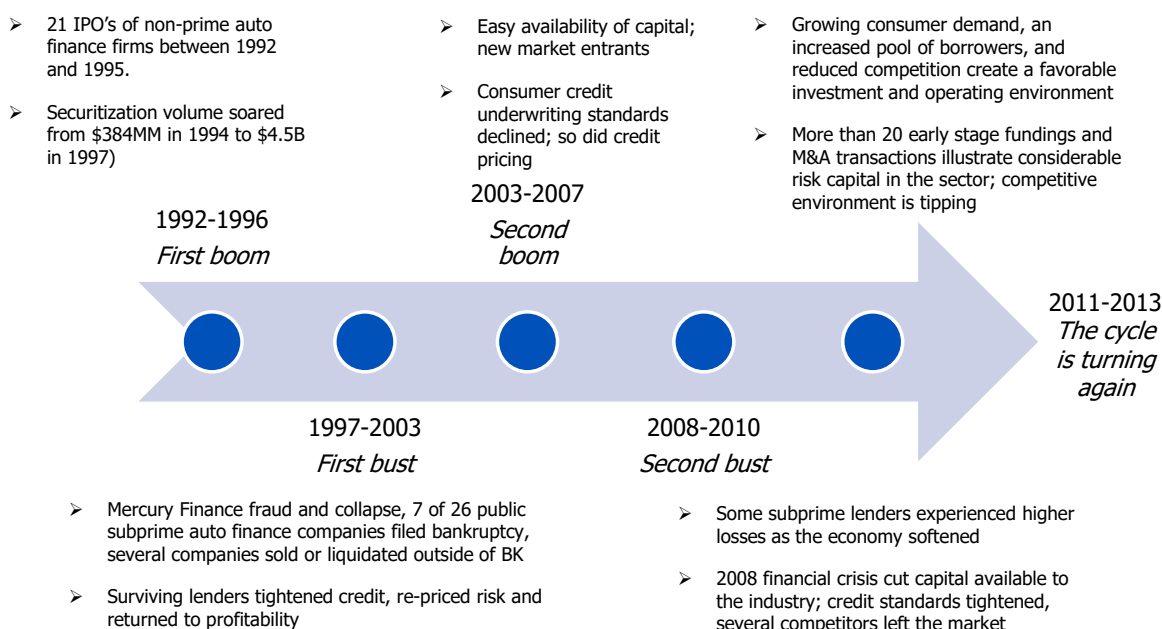 ➢ 21 IPO's of non-prime auto
finance firms between 1992
and 1995.
➢ Securitization volume soared
from $384MM in 1994 to $4.5B
in 1997)
1992-1996
First boom
➢ Easy availability of capital;
new market entrants
➢ Consumer credit
underwriting standards
declined; so did credit
pricing
2003-2007
Second
boom
➢ Growing consumer demand, an
increased pool of borrowers, and
reduced competition create a favorable
investment and operating environment
➢ More than 20 early stage fundings and
M&A transactions illustrate considerable
risk capital in the sector; competitive
environment is tipping
2011-2013
The cycle
is turning
again
1997-2003
First bust
➢ Mercury Finance fraud and collapse, 7 of 26 public
subprime auto finance companies filed bankruptcy,
several companies sold or liquidated outside of BK
➢ Surviving lenders tightened credit, re-priced risk and
returned to profitability
2008-2010
Second bust
➢ Some subprime lenders experienced higher
losses as the economy softened
➢ 2008 financial crisis cut capital available to
the industry; credit standards tightened,
several competitors left the market